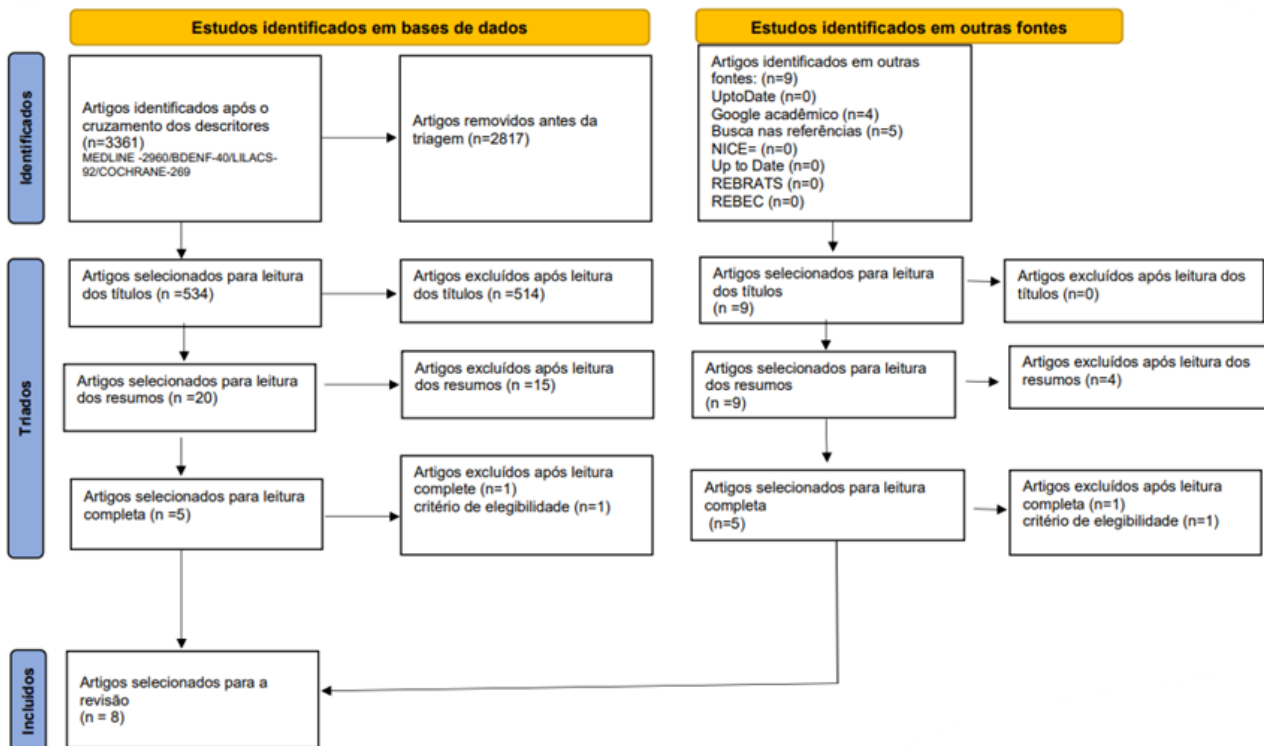 Estudos identificados em bases de dados
Estudos identificados em outras fontes
Identificados
Artigos identificados após o
cruzamento dos descritores
(n=3361)
MEDLINE -2960/BDENF-40/LILACS-
92/COCHRANE-269
Artigos removidos antes da
triagem (n=2817)
Artigos identificados em outras
fontes: (n=9)
UptoDate (n=0)
Google acadêmico (n=4)
Busca nas referências (n=5)
NICE= (n=0)
Up to Date (n=0)
REBRATS (n=0)
REBEC (n=0)
Triados
Artigos selecionados para leitura
dos títulos (n =534)
Artigos excluídos após leitura
dos títulos (n =514)
Artigos selecionados para leitura
dos títulos
(n =9)
Artigos excluídos após leitura dos
títulos (n=0)
Artigos selecionados para leitura
dos resumos (n =20)
Artigos excluídos após leitura
dos resumos (n =15)
Artigos selecionados para leitura
dos resumos
(n =9)
Artigos excluídos após leitura dos
resumos (n=4)
Artigos selecionados para leitura
completa (n =5)
Artigos excluídos após leitura
complete (n=1)
critério de elegibilidade (n=1)
Artigos selecionados para leitura
completa
(n=5)
Artigos excluídos após leitura
completa (n=1)
critério de elegibilidade (n=1)
Incluídos
Artigos selecionados para a
revisão
(n = 8)